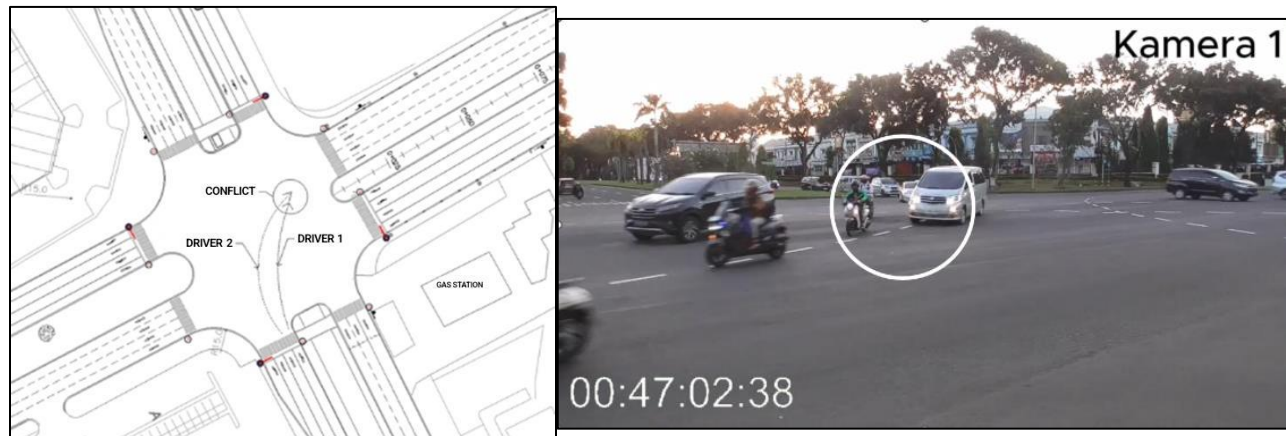 CONFLICT
DRIVER 2
DRIVER 1
GAS STATION
Kamera 1
00:47:02:38